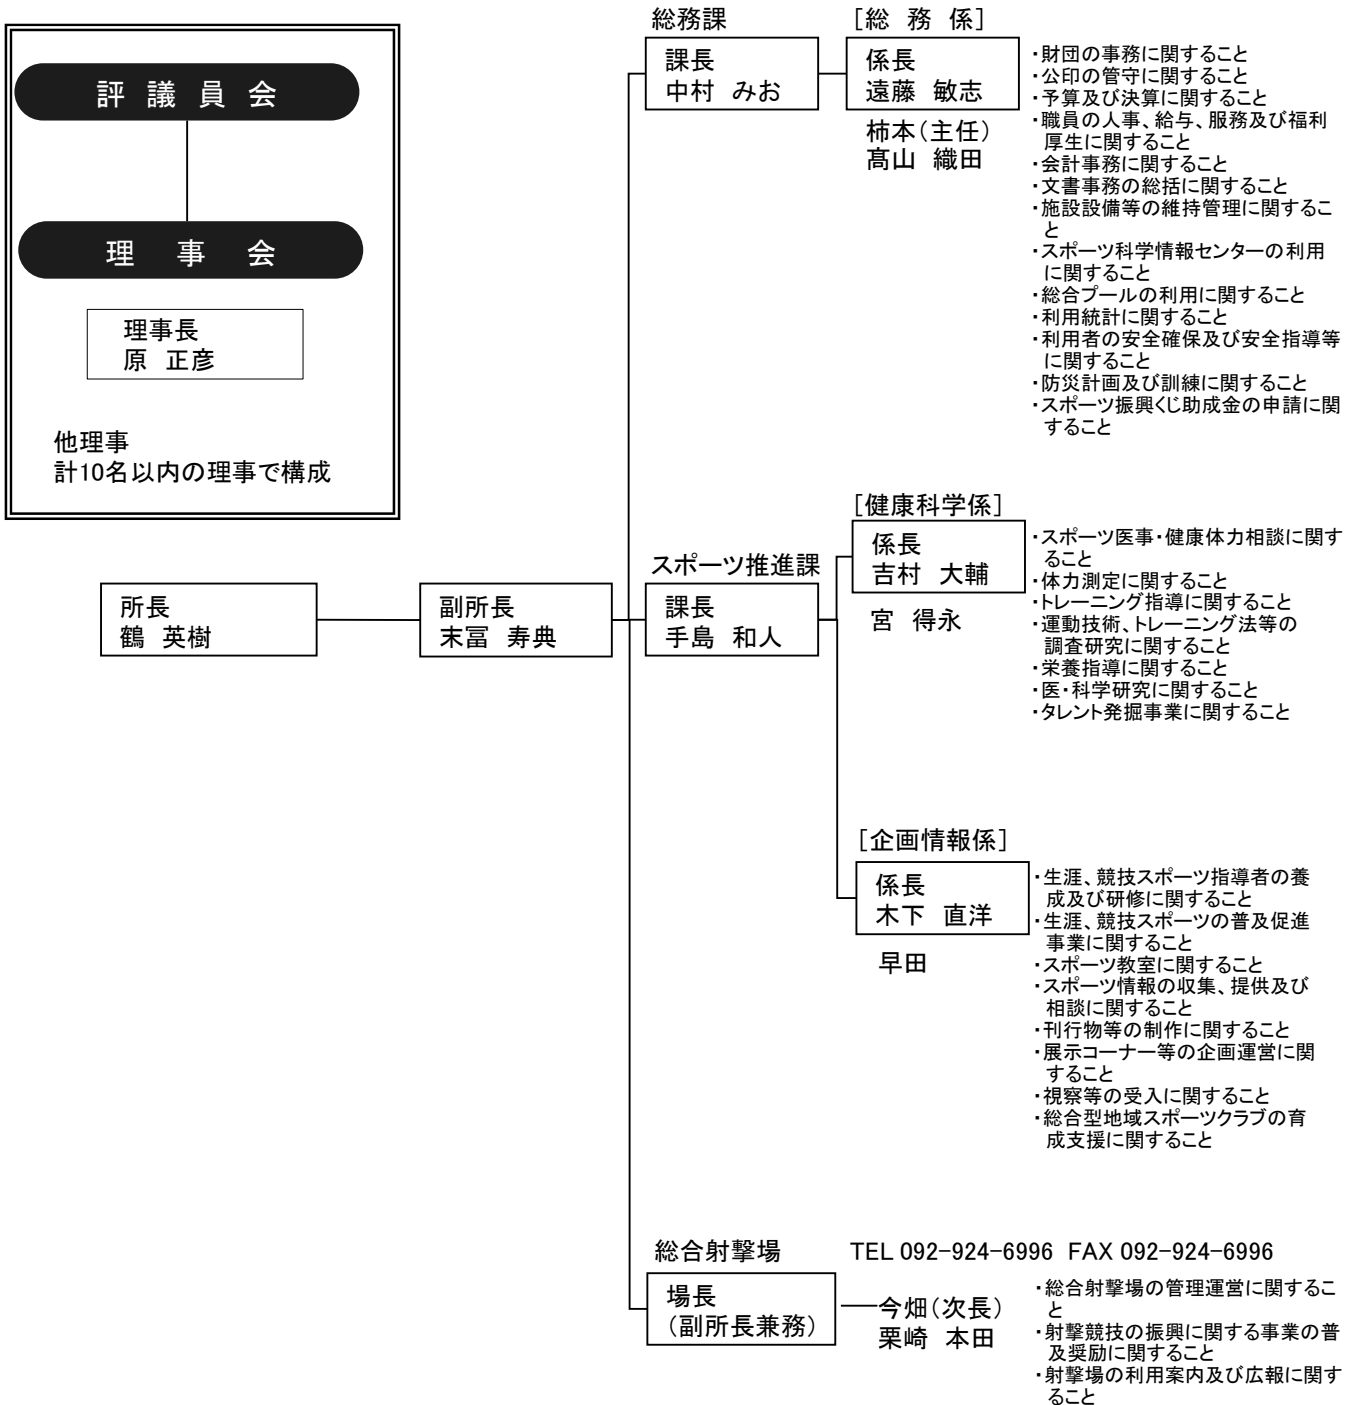 評議員会
理事会
理事長
原 正彦
他理事
計10名以内の理事で構成
所長
鶴 英樹
副所長
末冨 寿典
総務課
課長
中村 みお
[総 務 係]
係長
遠藤 敏志
柿本(主任)
髙山 織田
・財団の事務に関すること
・公印の管守に関すること
・予算及び決算に関すること
・職員の人事、給与、服務及び福利
厚生に関すること
・会計事務に関すること
・文書事務の総括に関すること
・施設設備等の維持管理に関するこ
と
・スポーツ科学情報センターの利用
に関すること
・総合プールの利用に関すること
・利用統計に関すること
・利用者の安全確保及び安全指導等
に関すること
・防災計画及び訓練に関すること
・スポーツ振興くじ助成金の申請に関
すること
スポーツ推進課
課長
手島 和人
[健康科学係]
係長
吉村 大輔
宮 得永
・スポーツ医事・健康体力相談に関す
ること
・体力測定に関すること
・トレーニング指導に関すること
・運動技術、トレーニング法等の
調査研究に関すること
・栄養指導に関すること
・医・科学研究に関すること
・タレント発掘事業に関すること
[企画情報係]
係長
木下 直洋
早田
・生涯、競技スポーツ指導者の養
成及び研修に関すること
・生涯、競技スポーツの普及促進
事業に関すること
・スポーツ教室に関すること
・スポーツ情報の収集、提供及び
相談に関すること
・刊行物等の制作に関すること
・展示コーナー等の企画運営に関
すること
・視察等の受入に関すること
・総合型地域スポーツクラブの育
成支援に関すること
総合射撃場
TEL 092-924-6996 FAX 092-924-6996
場長
(副所長兼務)
今畑(次長)
栗崎 本田
・総合射撃場の管理運営に関するこ
と
・射撃競技の振興に関する事業の普
及奨励に関すること
・射撃場の利用案内及び広報に関す
ること